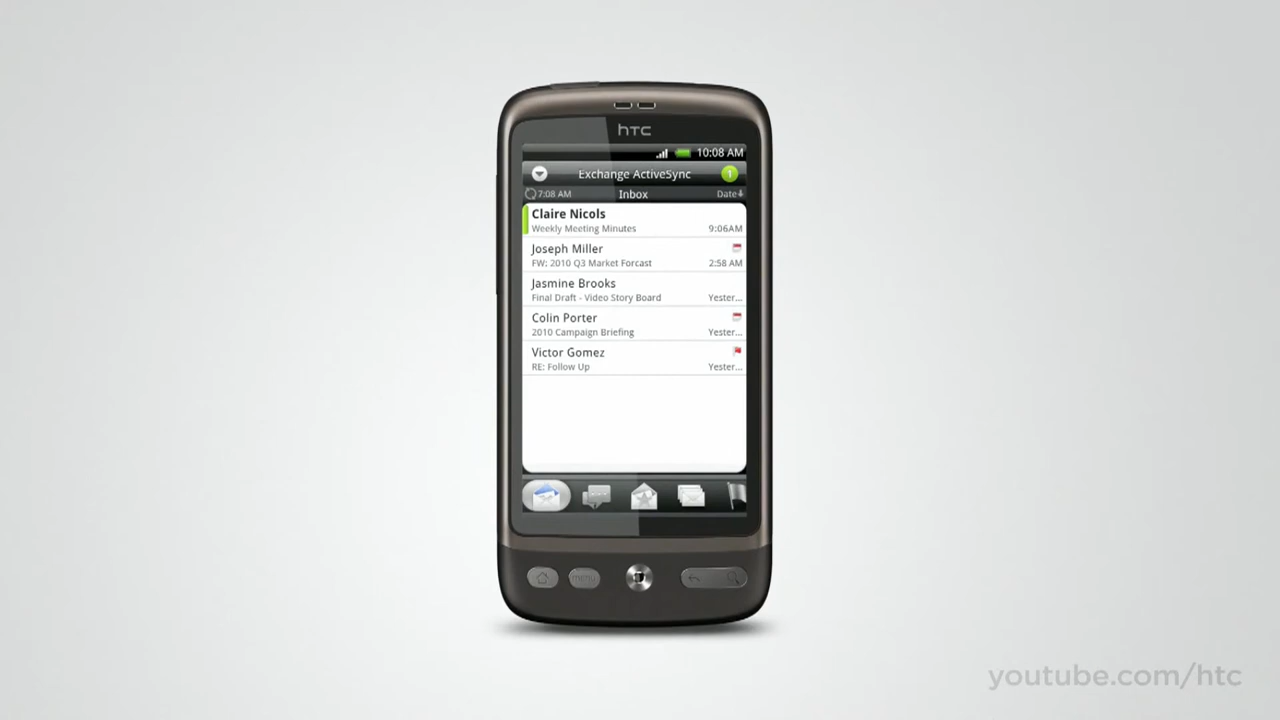 htc
10:08 AM
Exchange ActiveSync 1
7:08 AM Inbox Date
Claire Nicols
Weekly Meeting Minutes 9:06AM
Joseph Miller
FW: 2010 Q3 Market Forcast 2:58 AM
Jasmine Brooks
Final Draft - Video Story Board Yester...
Colin Porter
2010 Campaign Briefing Yester...
Victor Gomez
RE: Follow Up Yester...
menu
youtube.com/htc